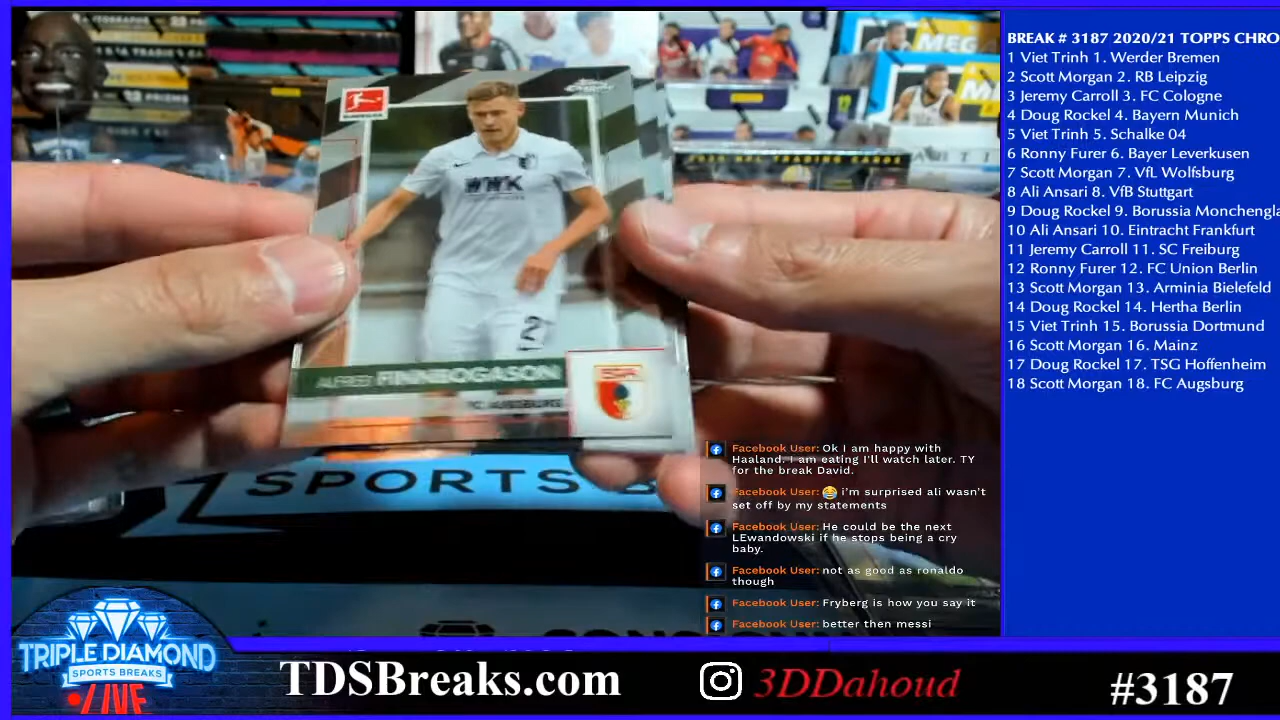 BREAK # 3187 2020/21 TOPPS CHRO
1 Viet Trinh 1. Werder Bremen
2 Scott Morgan 2. RB Leipzig
3 Jeremy Carroll 3. FC Cologne
4 Doug Rockel 4. Bayern Munich
5 Viet Trinh 5. Schalke 04
6 Ronny Furer 6. Bayer Leverkusen
7 Scott Morgan 7. VfL Wolfsburg
8 Ali Ansari 8. VfB Stuttgart
9 Doug Rockel 9. Borussia Monchengla
10 Ali Ansari 10. Eintracht Frankfurt
11 Jeremy Carroll 11. SC Freiburg
12 Ronny Furer 12. FC Union Berlin
13 Scott Morgan 13. Arminia Bielefeld
14 Doug Rockel 14. Hertha Berlin
15 Viet Trinh 15. Borussia Dortmund
16 Scott Morgan 16. Mainz
17 Doug Rockel 17. TSG Hoffenheim
18 Scott Morgan 18. FC Augsburg
MEG
WWK
2
ALFRED FINNBOGASON
FC AUGSBURG
SPORTS B
Facebook User: Ok I am happy with
Haaland. I am eating I'll watch later. TY
for the break David.
Facebook User: 😂 i'm surprised ali wasn't
set off by my statements
Facebook User: He could be the next
LEwandowski if he stops being a cry
baby.
Facebook User: not as good as ronaldo
though
Facebook User: Fryberg is how you say it
Facebook User: better then messi
TRIPLE DIAMOND
SPORTS BREAKS
LIVE
TDSBreaks.com
3DDahoud
#3187